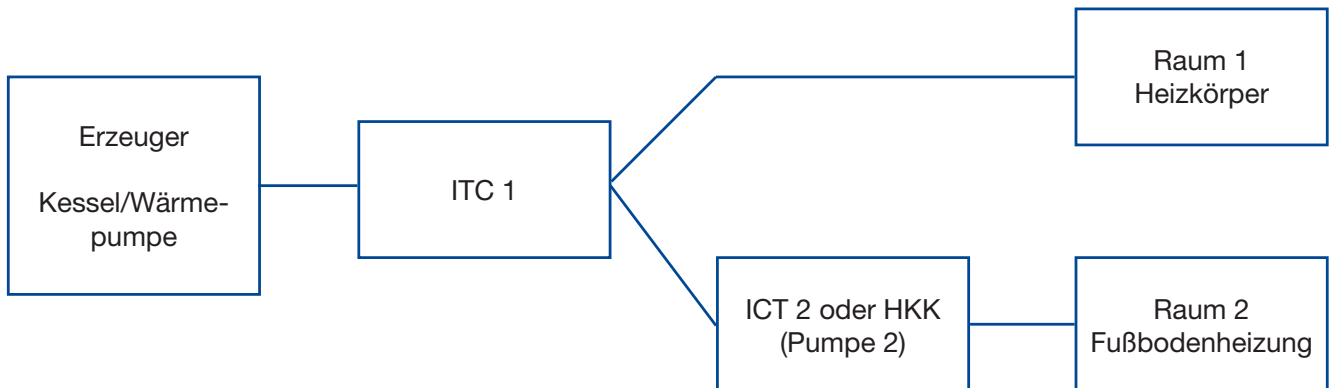 Erzeuger
Kessel/Wärme-
pumpe
ITC 1
Raum 1
Heizkörper
ICT 2 oder HKK
(Pumpe 2)
Raum 2
Fußbodenheizung